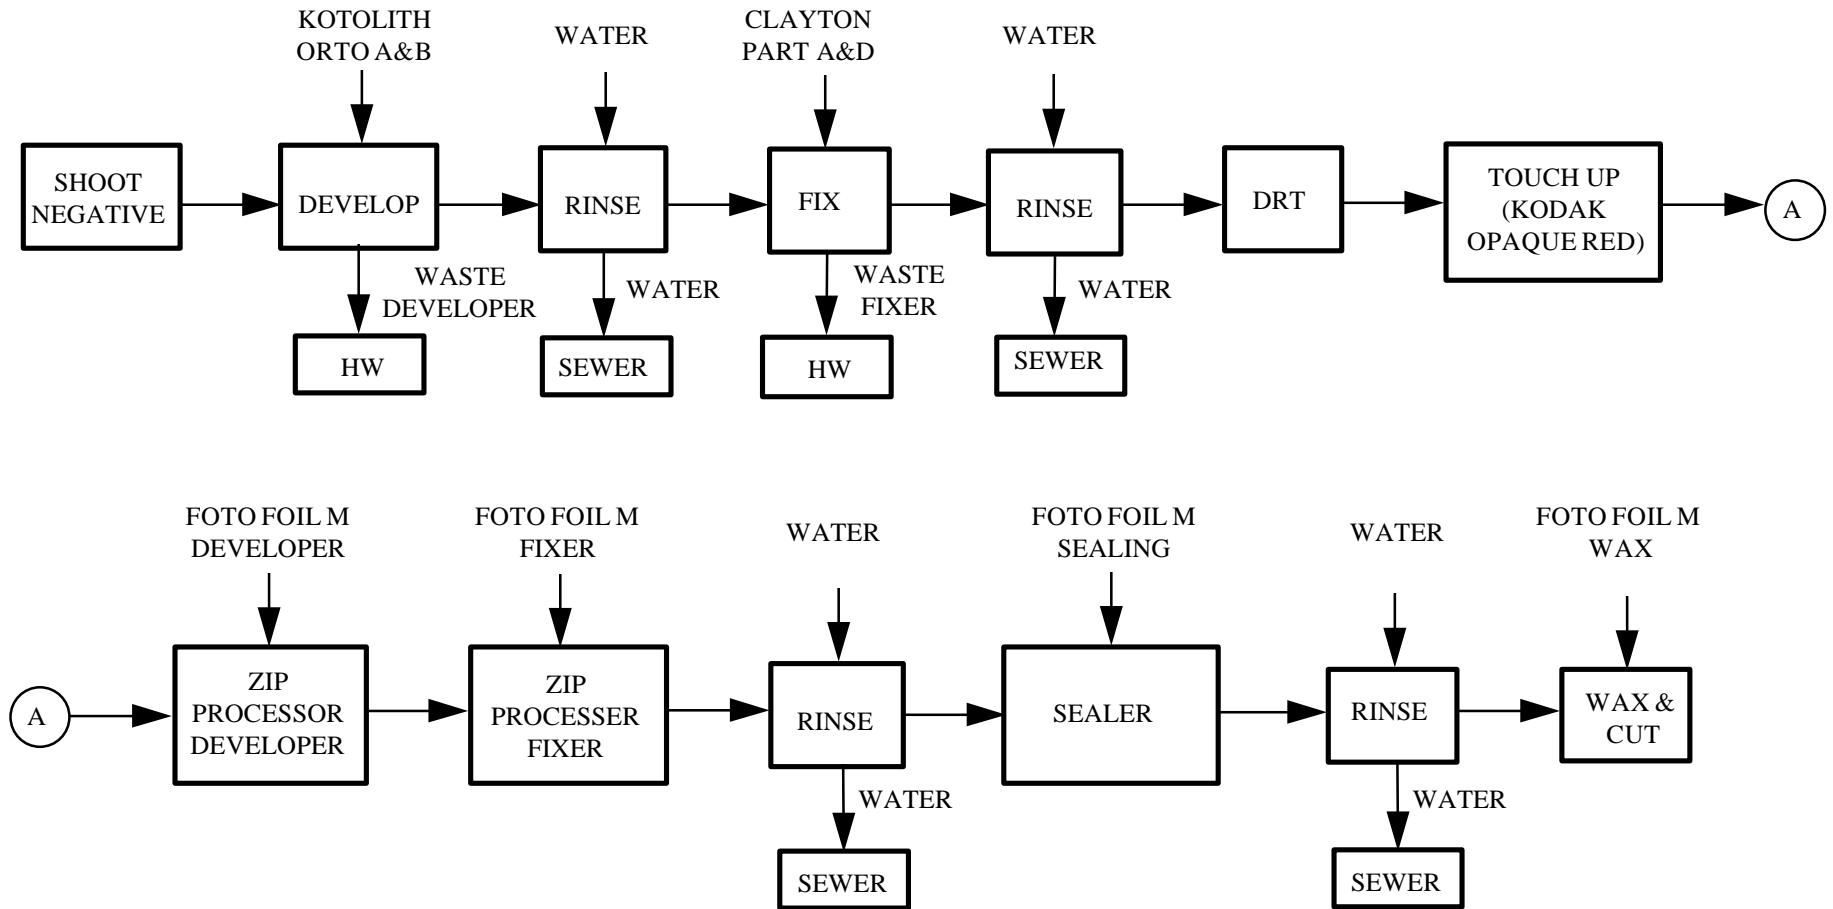 KOTOLITH
ORTO A&B
WATER
CLAYTON
PART A&D
WATER
SHOOT
NEGATIVE
DEVELOP
RINSE
FIX
RINSE
DRT
TOUCH UP
(KODAK
OPAQUE RED)
A
WASTE
DEVELOPER
WATER
WASTE
FIXER
WATER
HW
SEWER
HW
SEWER
FOTO FOIL M
DEVELOPER
FOTO FOIL M
FIXER
WATER
FOTO FOIL M
SEALING
WATER
FOTO FOIL M
WAX
A
ZIP
PROCESSOR
DEVELOPER
ZIP
PROCESSER
FIXER
RINSE
SEALER
RINSE
WAX &
CUT
WATER
WATER
SEWER
SEWER